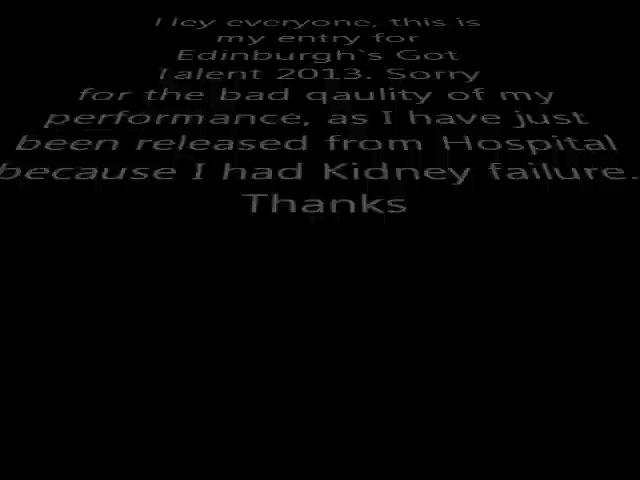 Hey everyone, this is
my entry for
Edinburgh`s Got
Talent 2013. Sorry
for the bad qaulity of my
performance, as I have just
been released from Hospital
because I had Kidney failure.
Thanks